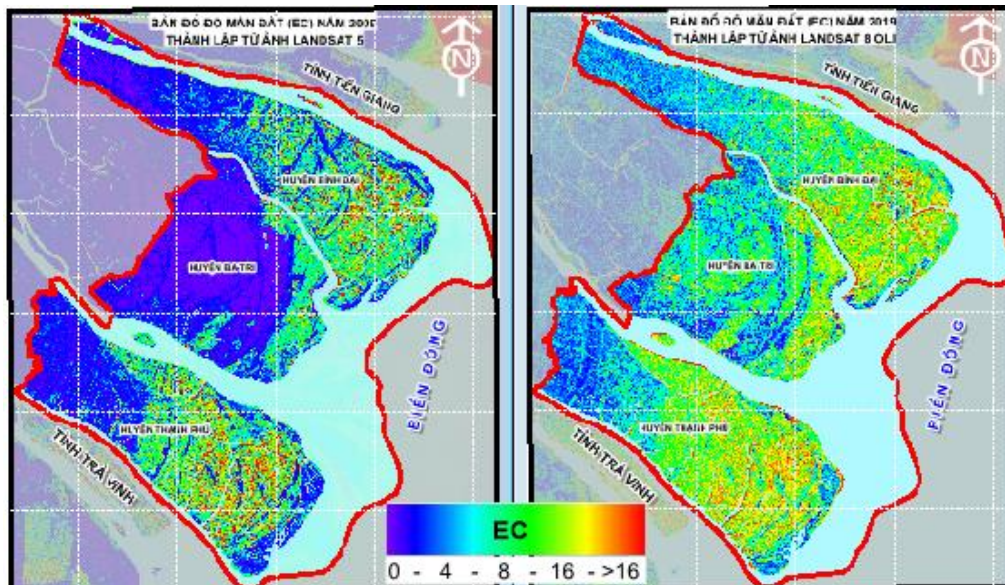 BẢN ĐỒ ĐỘ MẶN ĐẤT (EC) NĂM
THÀNH LẬP TỪ ẢNH LANDSAT 5
N
TỈNH TIỀN GIANG
HUYỆN BÌNH ĐẠI
HUYỆN BA TRI
HUYỆN THẠNH PHÚ
TỈNH TRÀ VINH
BIỂN ĐÔNG
BẢN ĐỒ ĐỘ MẶN ĐẤT (EC) NĂM 2019
THÀNH LẬP TỪ ẢNH LANDSAT 8 OLI
N
TỈNH TIỀN GIANG
HUYỆN BÌNH ĐẠI
HUYỆN BA TRI
HUYỆN THẠNH PHÚ
TỈNH TRÀ VINH
BIỂN ĐÔNG
EC
0 - 4 - 8 - 16 - >16